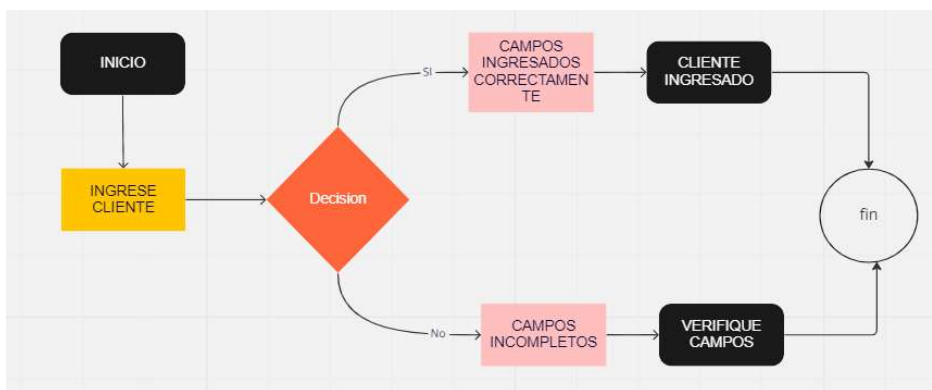 INICIO
INGRESE
CLIENTE
Decision
SI
CAMPOS
INGRESADOS
CORRECTAMEN
TE
CLIENTE
INGRESADO
No
CAMPOS
INCOMPLETOS
VERIFIQUE
CAMPOS
fin